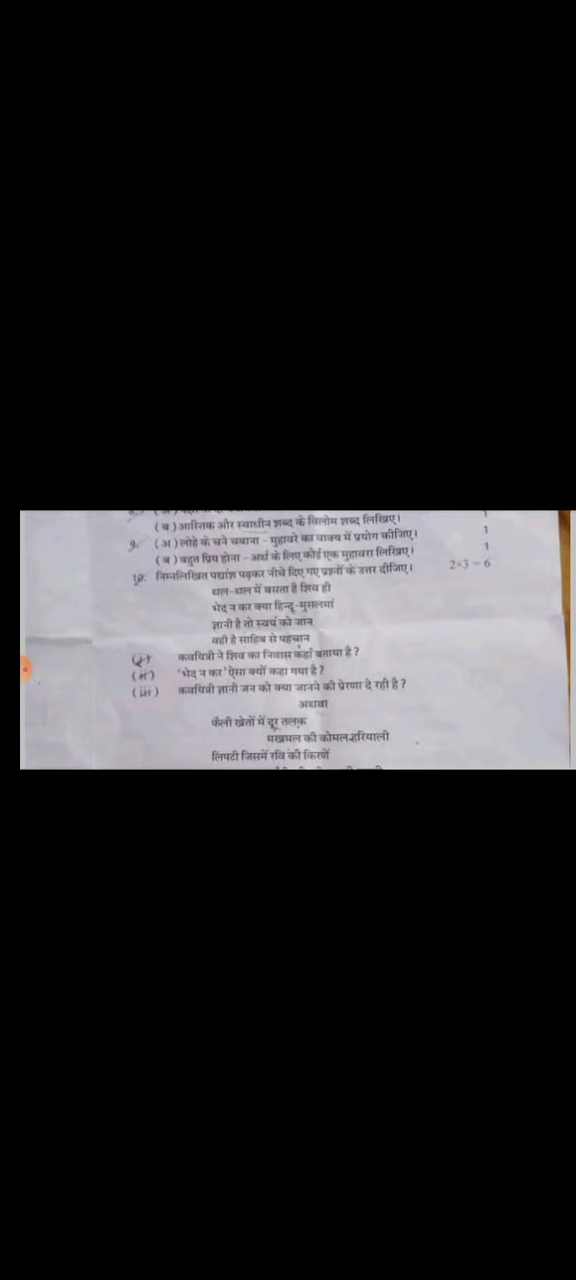 ( ब ) आस्तिक और स्वाधीन शब्द के विलोम शब्द लिखिए। 1
9. ( अ ) लोहे के चने चबाना - मुहावरे का वाक्य में प्रयोग कीजिए। 1
( ब ) बहुत प्रिय होना - अर्थ के लिए कोई एक मुहावरा लिखिए। 1
10. निम्नलिखित पद्यांश पढ़कर नीचे दिए गए प्रश्नों के उत्तर दीजिए। 2×3 = 6
थल-थल में बसता है शिव ही
भेद न कर क्या हिन्दू-मुसलमां
ज्ञानी है तो स्वयं को जान
वही है साहिब से पहचान
(i) कवयित्री ने शिव का निवास कहां बताया है ?
(ii) 'भेद न कर' ऐसा क्यों कहा गया है ?
(iii) कवयित्री ज्ञानी जन को क्या जानने की प्रेरणा दे रही है ?
अथवा
फैली खेतों में दूर तलक
मखमल की कोमल हरियाली
लिपटी जिसमें रवि की किरणें